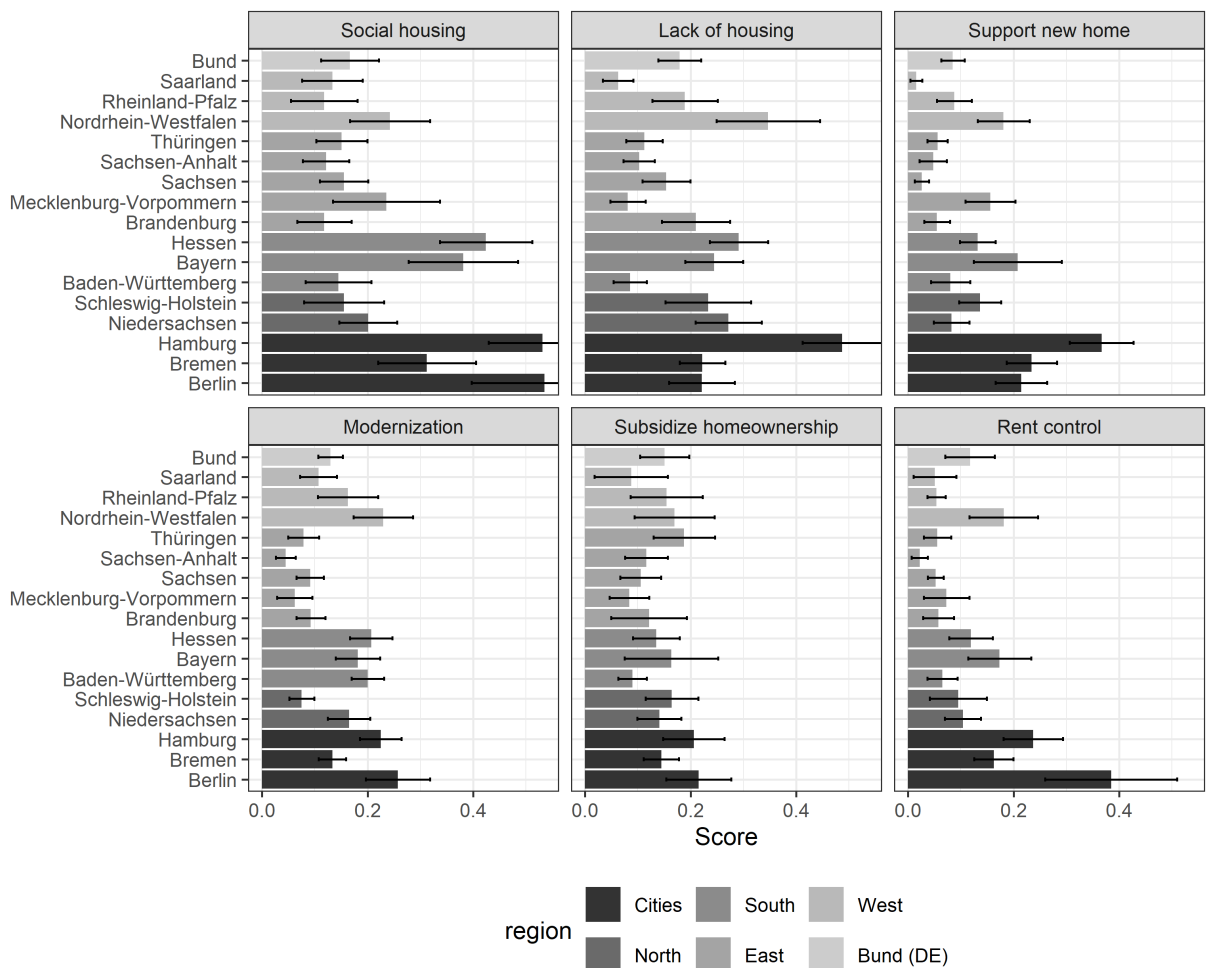 Social housing Lack of housing Support new home
Bund
Saarland
Rheinland-Pfalz
Nordrhein-Westfalen
Thüringen
Sachsen-Anhalt
Sachsen
Mecklenburg-Vorpommern
Brandenburg
Hessen
Bayern
Baden-Württemberg
Schleswig-Holstein
Niedersachsen
Hamburg
Bremen
Berlin
Modernization Subsidize homeownership Rent control
Bund
Saarland
Rheinland-Pfalz
Nordrhein-Westfalen
Thüringen
Sachsen-Anhalt
Sachsen
Mecklenburg-Vorpommern
Brandenburg
Hessen
Bayern
Baden-Württemberg
Schleswig-Holstein
Niedersachsen
Hamburg
Bremen
Berlin
0.0 0.2 0.4 0.0 0.2 0.4 0.0 0.2 0.4
Score
region
Cities South West
North East Bund (DE)